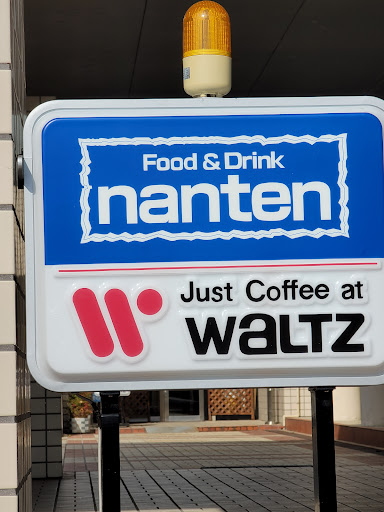 Food & Drink
nanten
Just Coffee at
WALTZ